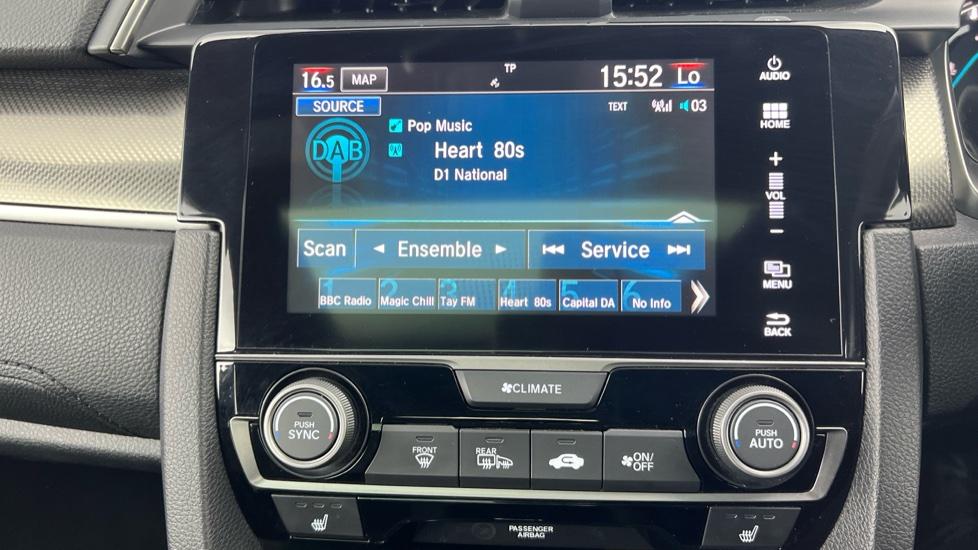 16.5 MAP TP 15:52 Lo
SOURCE TEXT 03
DAB Pop Music
Heart 80s
D1 National
Scan Ensemble Service
1 2 3 4 5 6
BBC Radio Magic Chill Tay FM Heart 80s Capital DA No Info
AUDIO
HOME
+
VOL
-
MENU
BACK
CLIMATE
PUSH
SYNC
FRONT
REAR
ON/
OFF
PUSH
AUTO
PASSENGER
AIRBAG